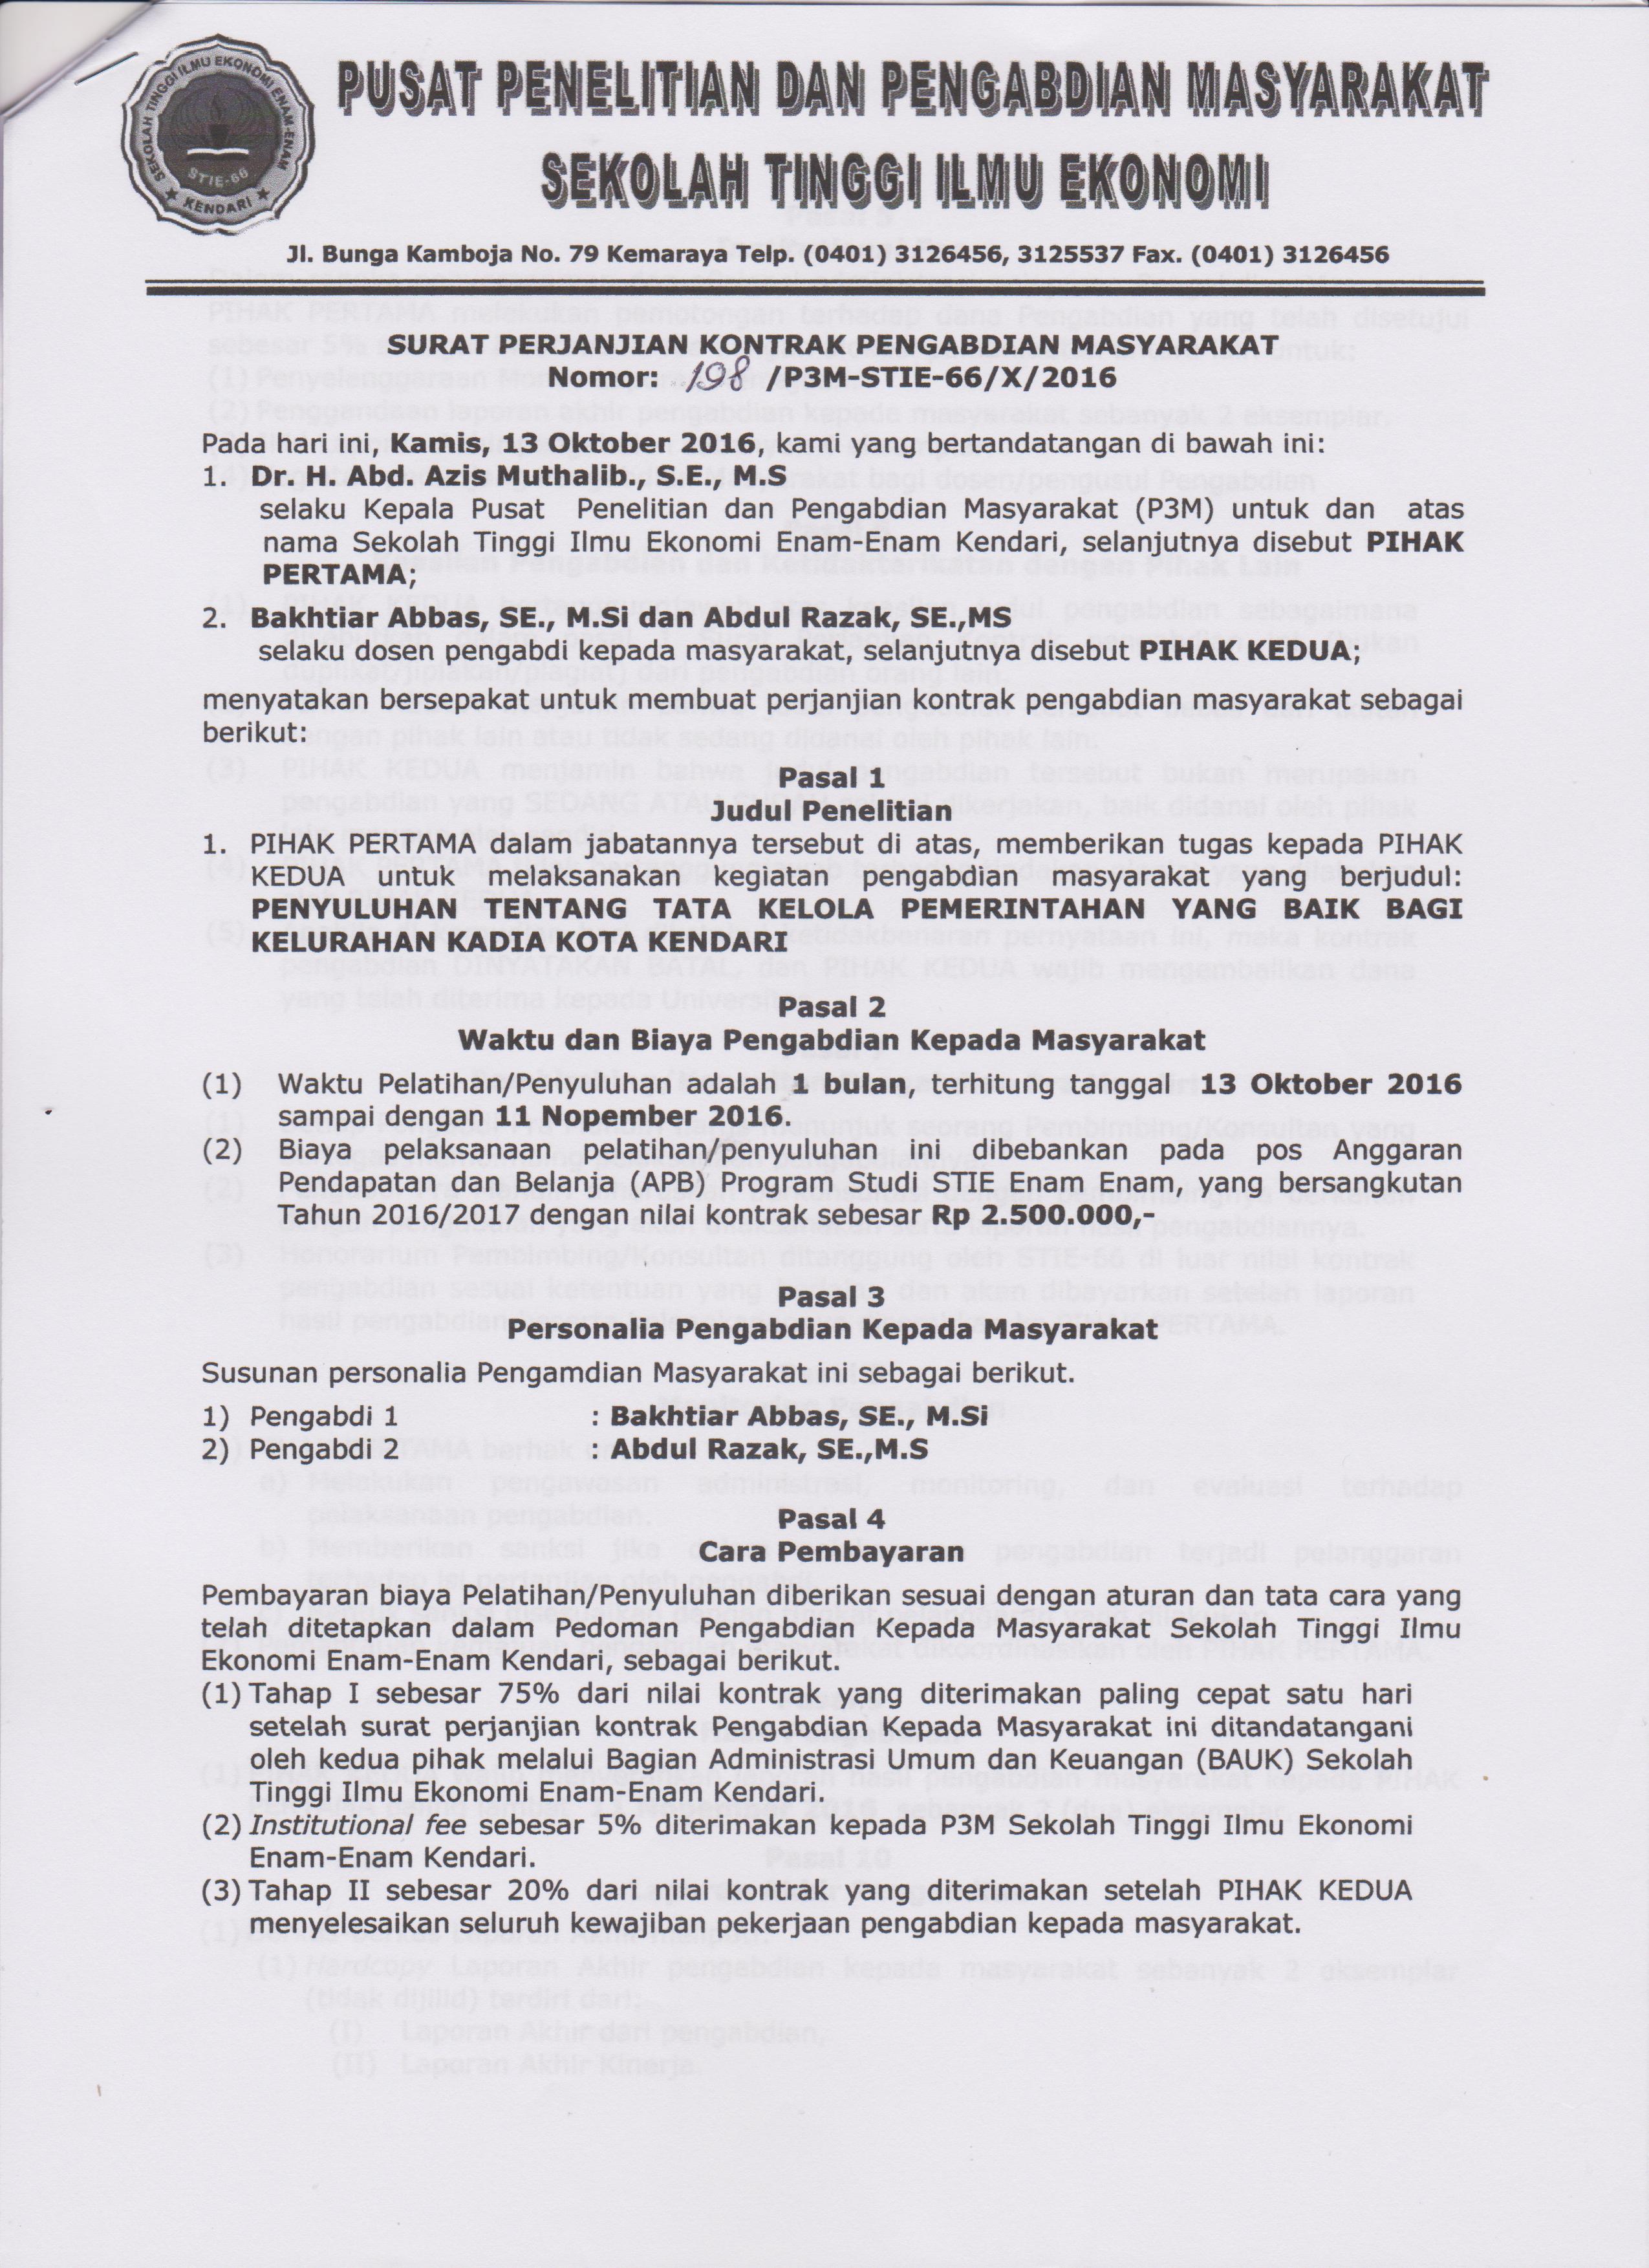 SEKOLAH TINGGI ILMU EKONOMI ENAM-ENAM
STIE-66
KENDARI
PUSAT PENELITIAN DAN PENGABDIAN MASYARAKAT
SEKOLAH TINGGI ILMU EKONOMI
Jl. Bunga Kamboja No. 79 Kemaraya Telp. (0401) 3126456, 3125537 Fax. (0401) 3126456
SURAT PERJANJIAN KONTRAK PENGABDIAN MASYARAKAT
Nomor: 198 /P3M-STIE-66/X/2016
Pada hari ini, Kamis, 13 Oktober 2016, kami yang bertandatangan di bawah ini:
1. Dr. H. Abd. Azis Muthalib., S.E., M.S
selaku Kepala Pusat Penelitian dan Pengabdian Masyarakat (P3M) untuk dan atas
nama Sekolah Tinggi Ilmu Ekonomi Enam-Enam Kendari, selanjutnya disebut PIHAK
PERTAMA;
2. Bakhtiar Abbas, SE., M.Si dan Abdul Razak, SE.,MS
selaku dosen pengabdi kepada masyarakat, selanjutnya disebut PIHAK KEDUA;
menyatakan bersepakat untuk membuat perjanjian kontrak pengabdian masyarakat sebagai
berikut:
Pasal 1
Judul Penelitian
1. PIHAK PERTAMA dalam jabatannya tersebut di atas, memberikan tugas kepada PIHAK
KEDUA untuk melaksanakan kegiatan pengabdian masyarakat yang berjudul:
PENYULUHAN TENTANG TATA KELOLA PEMERINTAHAN YANG BAIK BAGI
KELURAHAN KADIA KOTA KENDARI
Pasal 2
Waktu dan Biaya Pengabdian Kepada Masyarakat
(1) Waktu Pelatihan/Penyuluhan adalah 1 bulan, terhitung tanggal 13 Oktober 2016
sampai dengan 11 Nopember 2016.
(2) Biaya pelaksanaan pelatihan/penyuluhan ini dibebankan pada pos Anggaran
Pendapatan dan Belanja (APB) Program Studi STIE Enam Enam, yang bersangkutan
Tahun 2016/2017 dengan nilai kontrak sebesar Rp 2.500.000,-
Pasal 3
Personalia Pengabdian Kepada Masyarakat
Susunan personalia Pengamdian Masyarakat ini sebagai berikut.
1) Pengabdi 1 : Bakhtiar Abbas, SE., M.Si
2) Pengabdi 2 : Abdul Razak, SE.,M.S
Pasal 4
Cara Pembayaran
Pembayaran biaya Pelatihan/Penyuluhan diberikan sesuai dengan aturan dan tata cara yang
telah ditetapkan dalam Pedoman Pengabdian Kepada Masyarakat Sekolah Tinggi Ilmu
Ekonomi Enam-Enam Kendari, sebagai berikut.
(1) Tahap I sebesar 75% dari nilai kontrak yang diterimakan paling cepat satu hari
setelah surat perjanjian kontrak Pengabdian Kepada Masyarakat ini ditandatangani
oleh kedua pihak melalui Bagian Administrasi Umum dan Keuangan (BAUK) Sekolah
Tinggi Ilmu Ekonomi Enam-Enam Kendari.
(2) Institutional fee sebesar 5% diterimakan kepada P3M Sekolah Tinggi Ilmu Ekonomi
Enam-Enam Kendari.
(3) Tahap II sebesar 20% dari nilai kontrak yang diterimakan setelah PIHAK KEDUA
menyelesaikan seluruh kewajiban pekerjaan pengabdian kepada masyarakat.